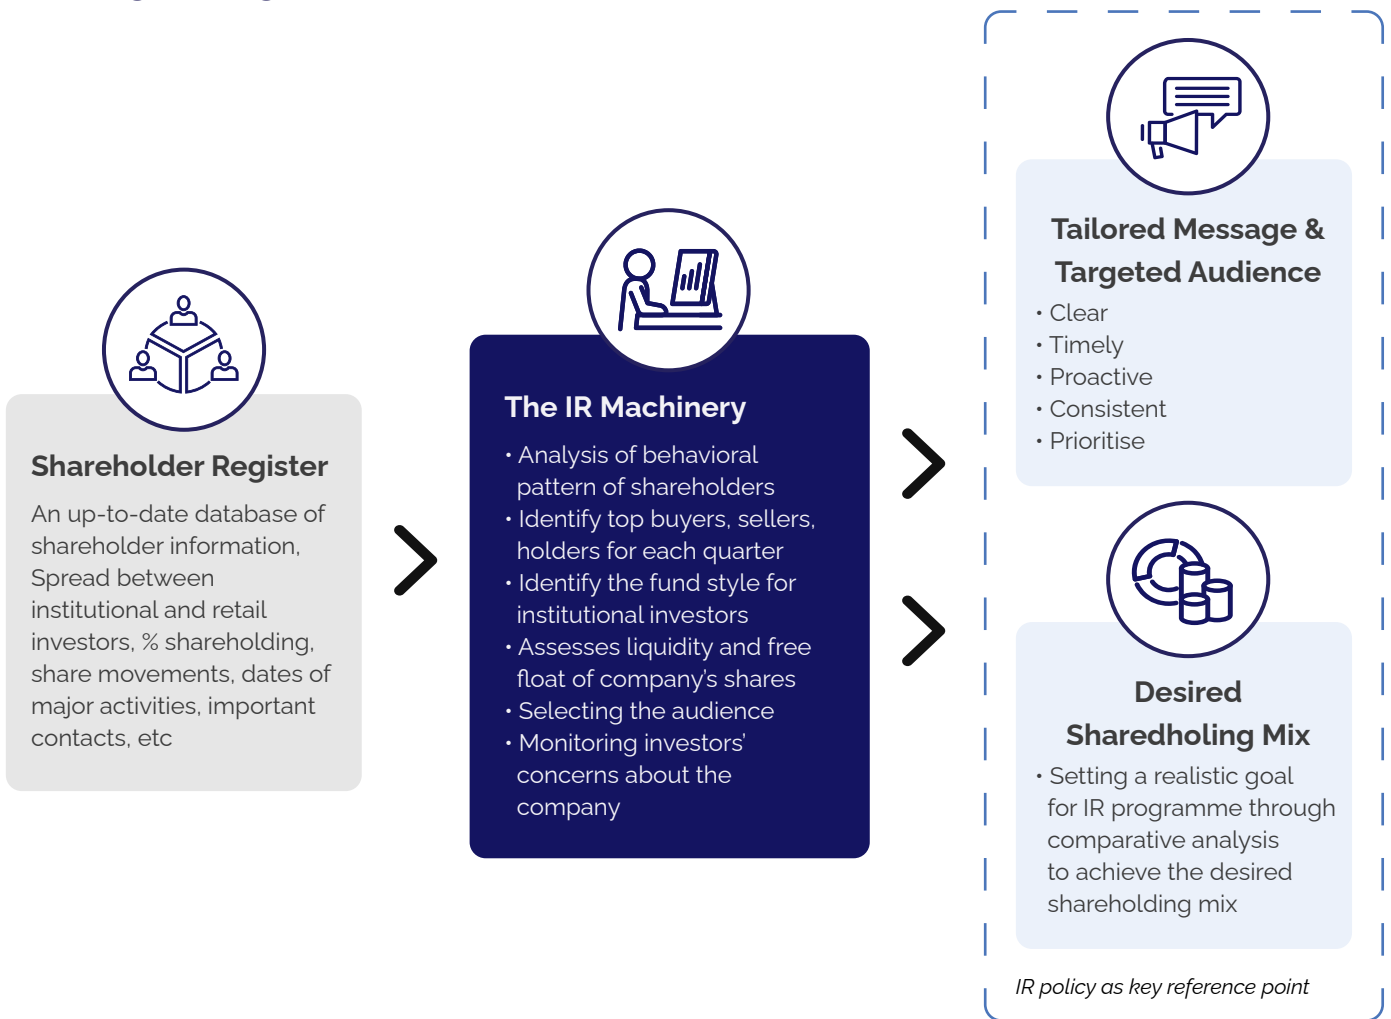 Shareholder Register
An up-to-date database of
shareholder information,
Spread between
institutional and retail
investors, % shareholding,
share movements, dates of
major activities, important
contacts, etc
The IR Machinery
• Analysis of behavioral
pattern of shareholders
• Identify top buyers, sellers,
holders for each quarter
• Identify the fund style for
institutional investors
• Assesses liquidity and free
float of company's shares
• Selecting the audience
• Monitoring investors'
concerns about the
company
Tailored Message &
Targeted Audience
• Clear
• Timely
• Proactive
• Consistent
• Prioritise
Desired
Sharedholing Mix
• Setting a realistic goal
for IR programme through
comparative analysis
to achieve the desired
shareholding mix
IR policy as key reference point